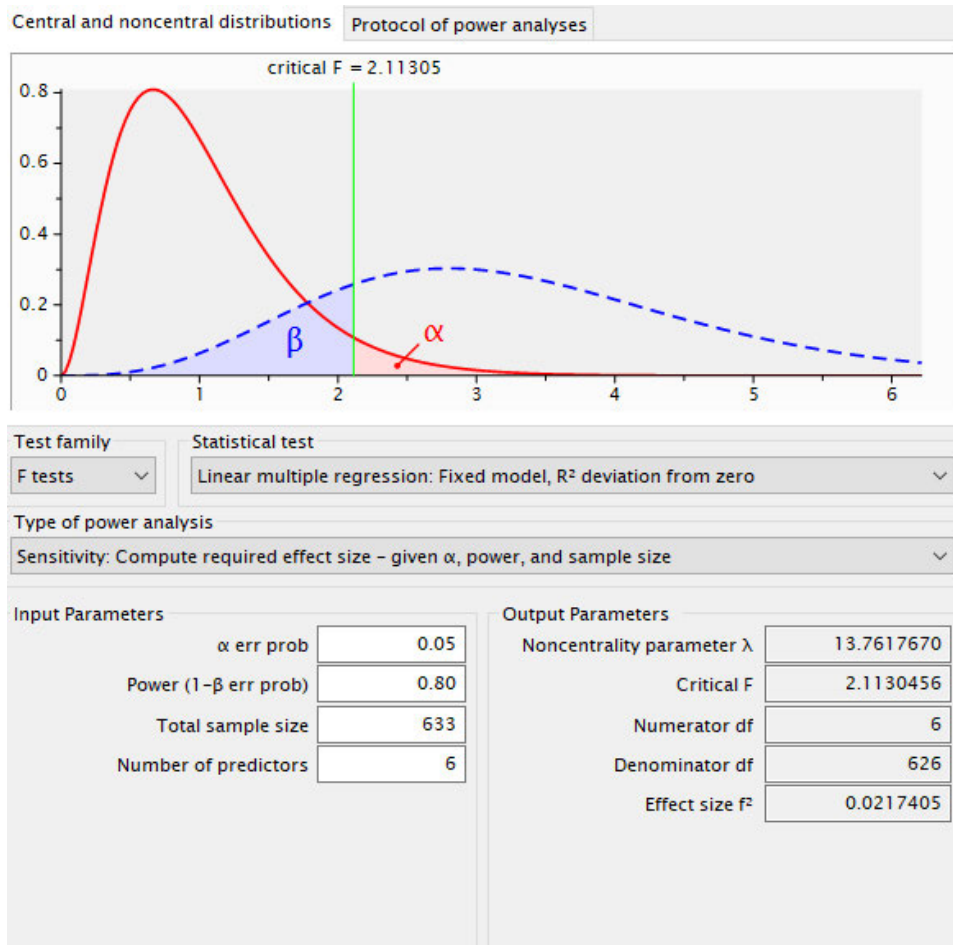 Central and noncentral distributions Protocol of power analyses
critical F = 2.11305
0.8
0.6
0.4
0.2
0
β
α
0 1 2 3 4 5 6
Test family Statistical test
F tests Linear multiple regression: Fixed model, R² deviation from zero
Type of power analysis
Sensitivity: Compute required effect size – given α, power, and sample size
Input Parameters Output Parameters
α err prob 0.05 Noncentrality parameter λ 13.7617670
Power (1-β err prob) 0.80 Critical F 2.1130456
Total sample size 633 Numerator df 6
Number of predictors 6 Denominator df 626
Effect size f² 0.0217405